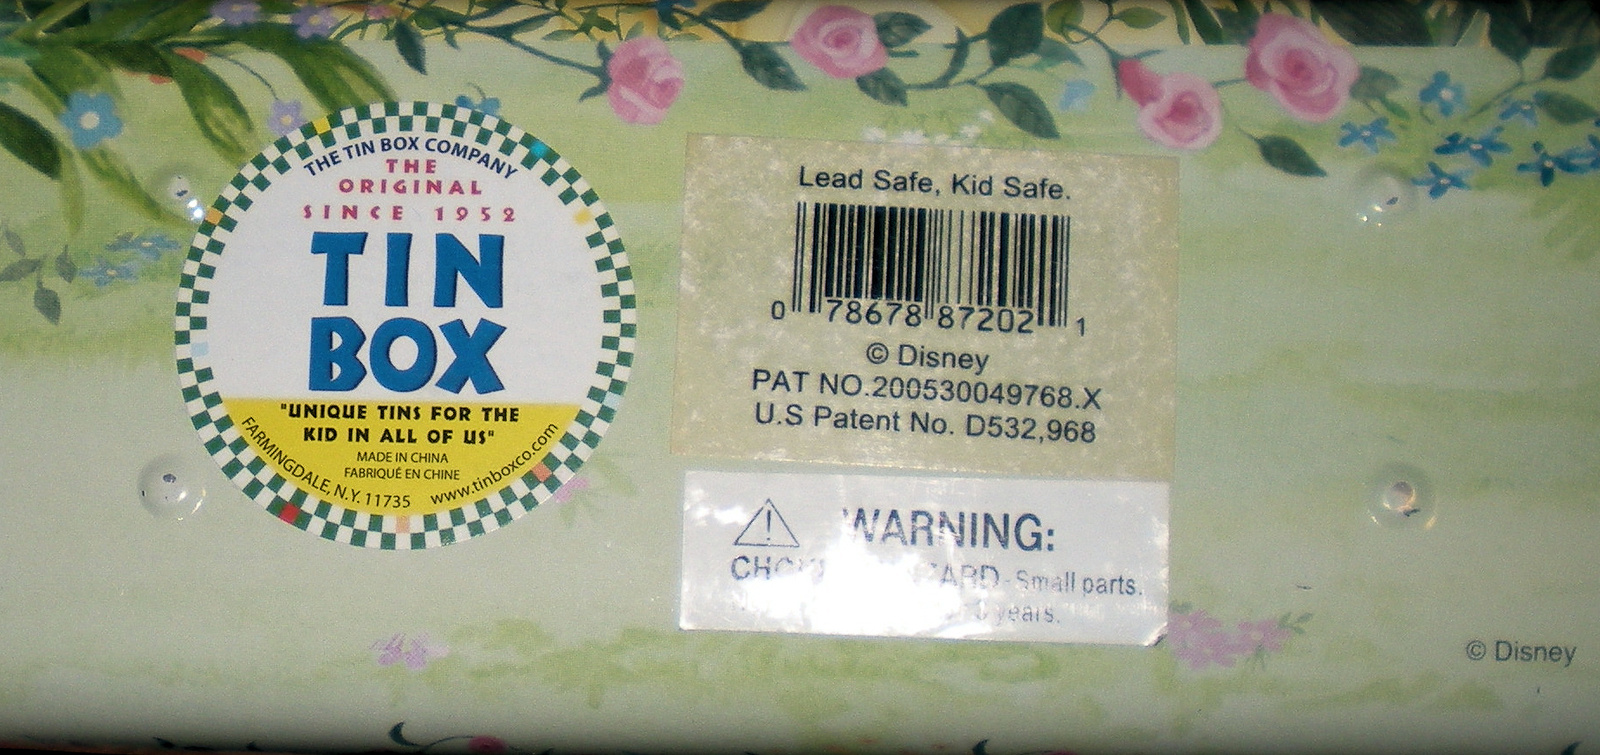 THE TIN BOX COMPANY
THE
ORIGINAL
SINCE 1952
TIN
BOX
"UNIQUE TINS FOR THE
KID IN ALL OF US"
MADE IN CHINA
FABRIQUÉ EN CHINE
FARMINGDALE, N.Y. 11735 www.tinboxco.com
Lead Safe, Kid Safe.
0 78678 87202 1
© Disney
PAT NO.200530049768.X
U.S Patent No. D532,968
WARNING:
Small parts.
3 years.
© Disney